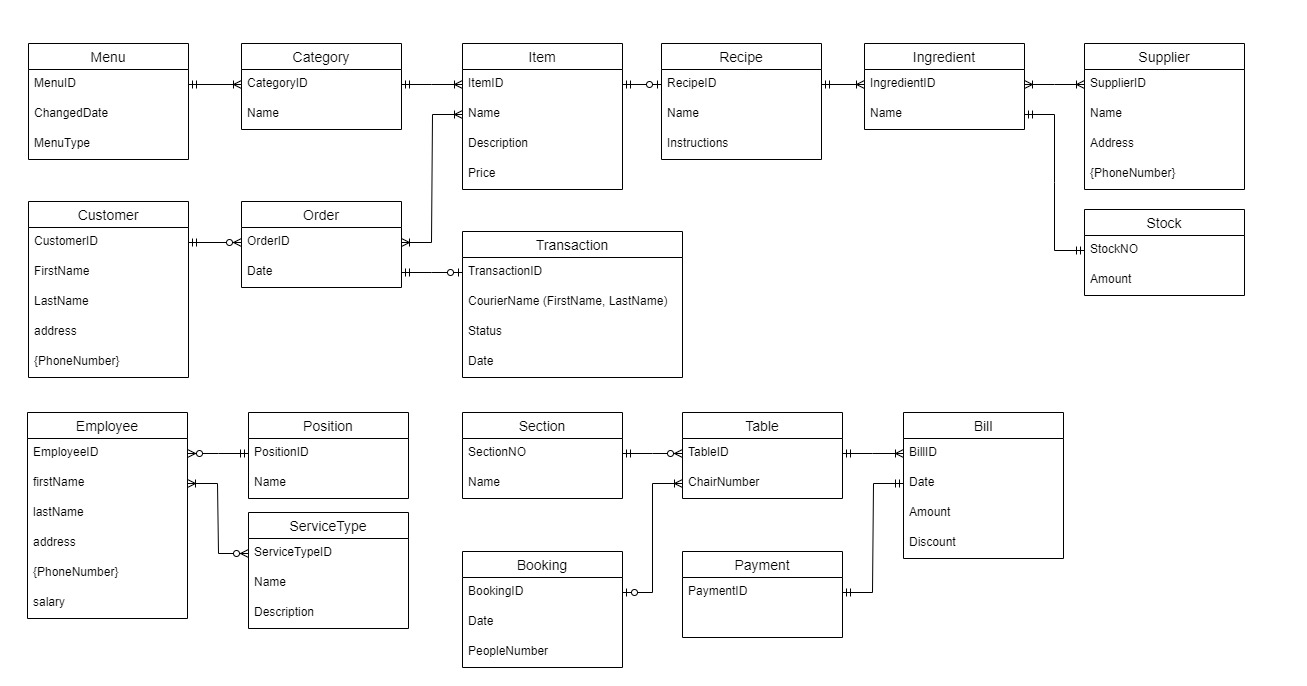 Menu
MenuID
ChangedDate
MenuType
Category
CategoryID
Name
Item
ItemID
Name
Description
Price
Recipe
RecipeID
Name
Instructions
Ingredient
IngredientID
Name
Supplier
SupplierID
Name
Address
{PhoneNumber}
Customer
CustomerID
FirstName
LastName
address
{PhoneNumber}
Order
OrderID
Date
Transaction
TransactionID
CourierName (FirstName, LastName)
Status
Date
Stock
StockNO
Amount
Employee
EmployeeID
firstName
lastName
address
{PhoneNumber}
salary
Position
PositionID
Name
ServiceType
ServiceTypeID
Name
Description
Section
SectionNO
Name
Table
TableID
ChairNumber
Bill
BillID
Date
Amount
Discount
Booking
BookingID
Date
PeopleNumber
Payment
PaymentID